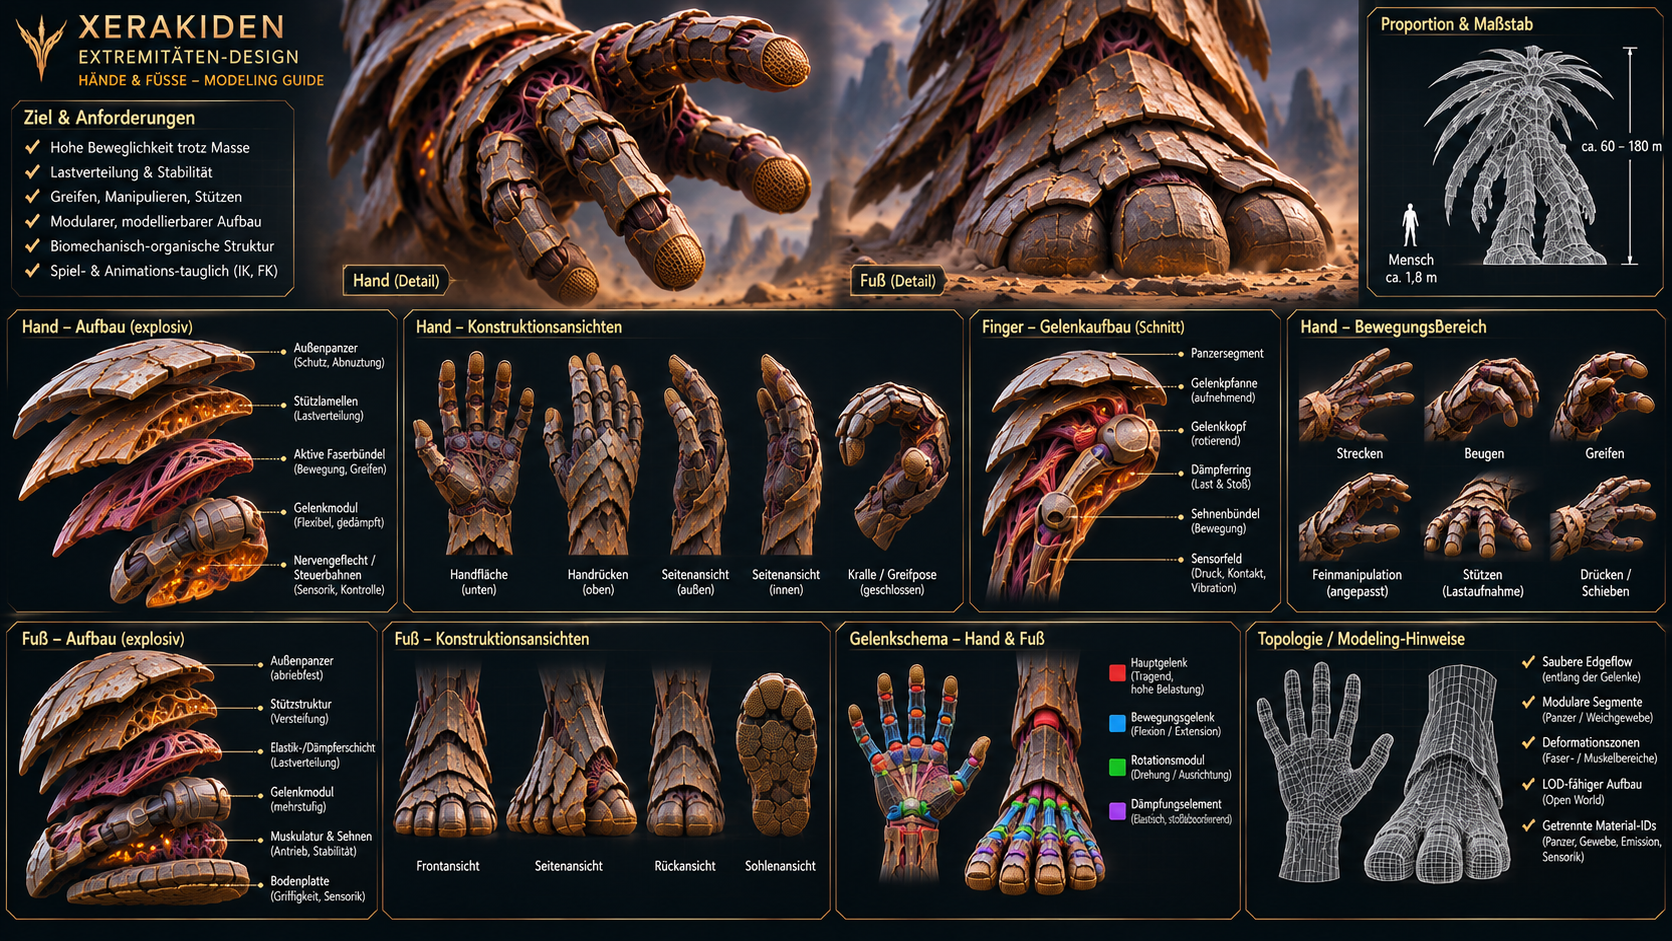 XERAKIDEN
EXTREMITÄTEN-DESIGN
HÄNDE & FÜSSE – MODELING GUIDE
Ziel & Anforderungen
Hohe Beweglichkeit trotz Masse
Lastverteilung & Stabilität
Greifen, Manipulieren, Stützen
Modularer, modellierbarer Aufbau
Biomechanisch-organische Struktur
Spiel- & Animations-tauglich (IK, FK)
Hand (Detail)
Fuß (Detail)
Proportion & Maßstab
ca. 60 – 180 m
Mensch
ca. 1,8 m
Hand – Aufbau (explosiv)
Außenpanzer
(Schutz, Abnuztung)
Stützlamellen
(Lastverteilung)
Aktive Faserbündel
(Bewegung, Greifen)
Gelenkmodul
(Flexibel, gedämpft)
Nervengeflecht /
Steuerbahnen
(Sensorik, Kontrolle)
Hand – Konstruktionsansichten
Handfläche
(unten)
Handrücken
(oben)
Seitenansicht
(außen)
Seitenansicht
(innen)
Kralle / Greifpose
(geschlossen)
Finger – Gelenkaufbau (Schnitt)
Panzersegment
Gelenkpfanne
(aufnehmend)
Gelenkkopf
(rotierend)
Dämpferring
(Last & Stoß)
Sehnenbündel
(Bewegung)
Sensorfeld
(Druck, Kontakt,
Vibration)
Hand – BewegungsBereich
Strecken
Beugen
Greifen
Feinmanipulation
(angepasst)
Stützen
(Lastaufnahme)
Drücken /
Schieben
Fuß – Aufbau (explosiv)
Außenpanzer
(abriebfest)
Stützstruktur
(Versteifung)
Elastik-/Dämpferschicht
(Lastverteilung)
Gelenkmodul
(mehrstufig)
Muskulatur & Sehnen
(Antrieb, Stabilität)
Bodenplatte
(Griffigkeit, Sensorik)
Fuß – Konstruktionsansichten
Frontansicht
Seitenansicht
Rückansicht
Sohlenansicht
Gelenkschema – Hand & Fuß
Hauptgelenk
(Tragend,
hohe Belastung)
Bewegungsgelenk
(Flexion / Extension)
Rotationsmodul
(Drehung / Ausrichtung)
Dämpfungselement
(Elastisch,
Topologie / Modeling-Hinweise
Saubere Edgeflow
(entlang der Gelenke)
Modulare Segmente
(Panzer / Weichgewebe)
Deformationszonen
(Faser- / Muskelbereiche)
LOD-fähiger Aufbau
(Open World)
Getrennte Material-IDs
(Panzer, Gewebe, Emission,
Sensorik)